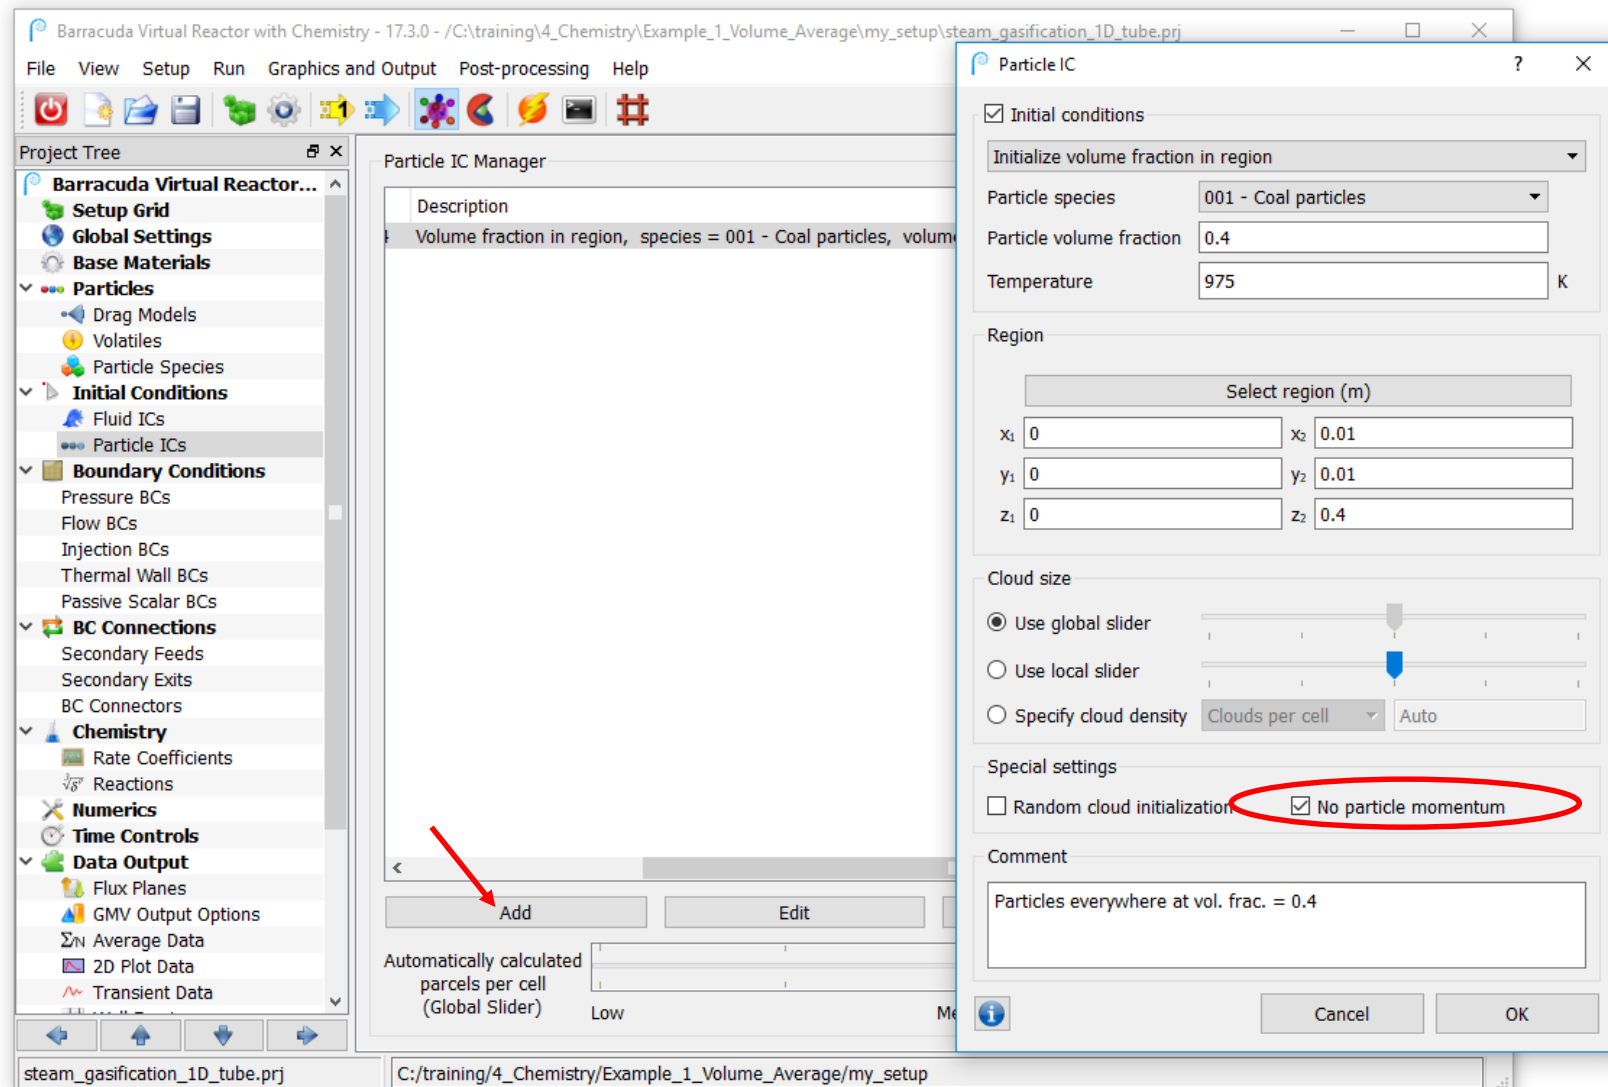 Barracuda Virtual Reactor with Chemistry - 17.3.0 - /C:\training\4_Chemistry\Example_1_Volume_Average\my_setup\steam_gasification_1D_tube.prj
File View Setup Run Graphics and Output Post-processing Help
Project Tree
Barracuda Virtual Reactor...
Setup Grid
Global Settings
Base Materials
Particles
Drag Models
Volatiles
Particle Species
Initial Conditions
Fluid ICs
Particle ICs
Boundary Conditions
Pressure BCs
Flow BCs
Injection BCs
Thermal Wall BCs
Passive Scalar BCs
BC Connections
Secondary Feeds
Secondary Exits
BC Connectors
Chemistry
Rate Coefficients
Reactions
Numerics
Time Controls
Data Output
Flux Planes
GMV Output Options
Average Data
2D Plot Data
Transient Data
Particle IC Manager
Description
Volume fraction in region, species = 001 - Coal particles, volum
Add Edit
Automatically calculated
parcels per cell
(Global Slider)
Low
Particle IC ?
Initial conditions
Initialize volume fraction in region
Particle species 001 - Coal particles
Particle volume fraction 0.4
Temperature 975 K
Region
Select region (m)
x₁ 0 x₂ 0.01
y₁ 0 y₂ 0.01
z₁ 0 z₂ 0.4
Cloud size
Use global slider
Use local slider
Specify cloud density Clouds per cell Auto
Special settings
Random cloud initialization No particle momentum
Comment
Particles everywhere at vol. frac. = 0.4
Cancel OK
steam_gasification_1D_tube.prj C:/training/4_Chemistry/Example_1_Volume_Average/my_setup